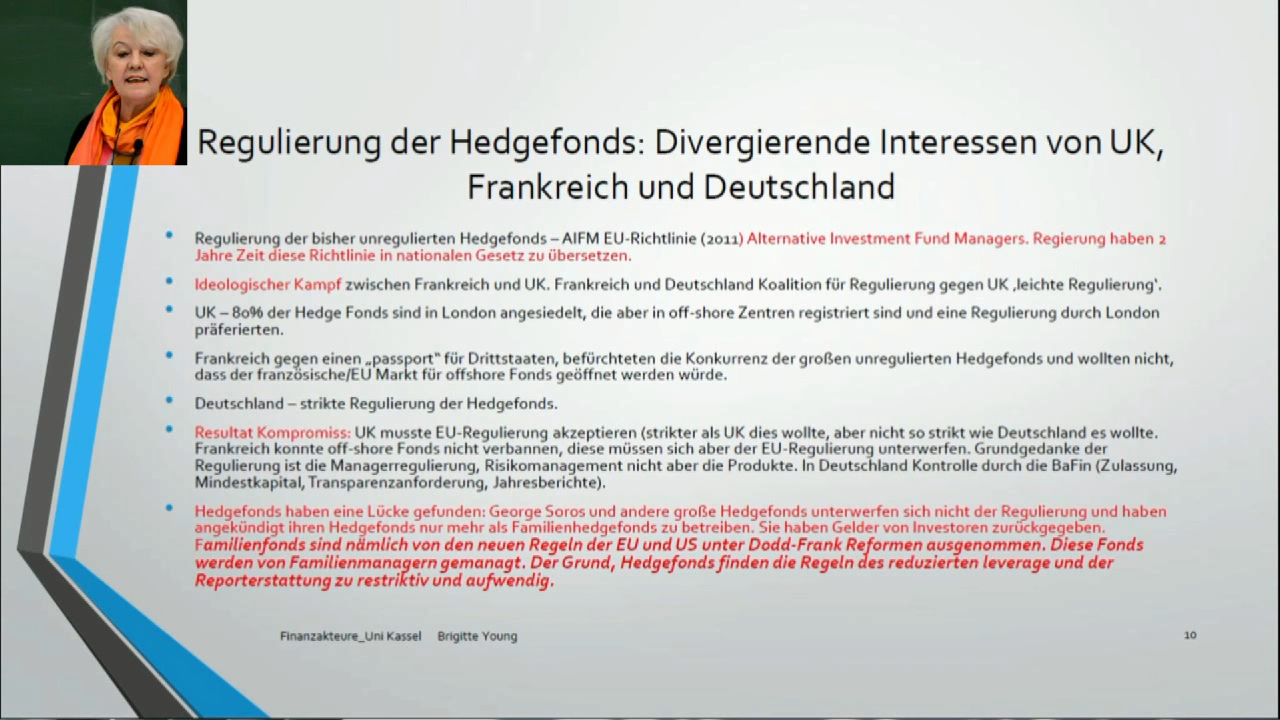 Regulierung der Hedgefonds: Divergierende Interessen von UK,
Frankreich und Deutschland
• Regulierung der bisher unregulierten Hedgefonds – AIFM EU-Richtlinie (2011) Alternative Investment Fund Managers. Regierung haben 2
Jahre Zeit diese Richtlinie in nationalen Gesetz zu übersetzen.
• Ideologischer Kampf zwischen Frankreich und UK. Frankreich und Deutschland Koalition für Regulierung gegen UK ‚leichte Regulierung‘.
• UK – 80% der Hedge Fonds sind in London angesiedelt, die aber in off-shore Zentren registriert sind und eine Regulierung durch London
präferierten.
• Frankreich gegen einen „passport“ für Drittstaaten, befürchteten die Konkurrenz der großen unregulierten Hedgefonds und wollten nicht,
dass der französische/EU Markt für offshore Fonds geöffnet werden würde.
• Deutschland – strikte Regulierung der Hedgefonds.
• Resultat Kompromiss: UK musste EU-Regulierung akzeptieren (strikter als UK dies wollte, aber nicht so strikt wie Deutschland es wollte.
Frankreich konnte off-shore Fonds nicht verbannen, diese müssen sich aber der EU-Regulierung unterwerfen. Grundgedanke der
Regulierung ist die Managerregulierung, Risikomanagement nicht aber die Produkte. In Deutschland Kontrolle durch die BaFin (Zulassung,
Mindestkapital, Transparenzanforderung, Jahresberichte).
• Hedgefonds haben eine Lücke gefunden: George Soros und andere große Hedgefonds unterwerfen sich nicht der Regulierung und haben
angekündigt ihren Hedgefonds nur mehr als Familienhedgefonds zu betreiben. Sie haben Gelder von Investoren zurückgegeben.
Familienfonds sind nämlich von den neuen Regeln der EU und US unter Dodd-Frank Reformen ausgenommen. Diese Fonds
werden von Familienmanagern gemanagt. Der Grund, Hedgefonds finden die Regeln des reduzierten leverage und der
Reporterstattung zu restriktiv und aufwendig.
Finanzakteure_Uni Kassel Brigitte Young
10